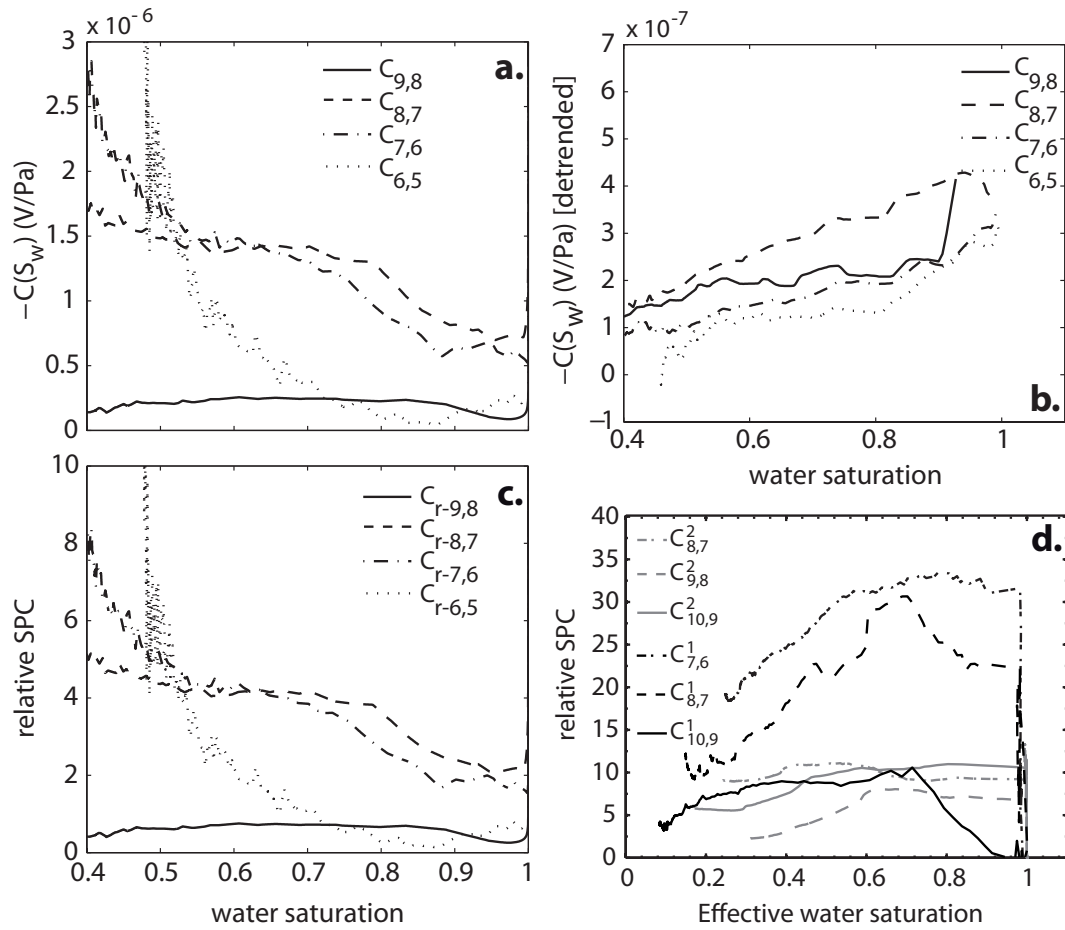 x 10⁻⁶
3
2.5
2
1.5
1
0.5
0
−C(S_w) (V/Pa)
a.
C_9,8
C_8,7
C_7,6
C_6,5
x 10⁻⁷
7
6
5
4
3
2
1
0
−1
−C(S_w) (V/Pa) [detrended]
C_9,8
C_8,7
C_7,6
C_6,5
b.
0.4 0.6 0.8 1
water saturation
10
8
6
4
2
0
relative SPC
c.
C_r-9,8
C_r-8,7
C_r-7,6
C_r-6,5
0.4 0.5 0.6 0.7 0.8 0.9 1
water saturation
40
35
30
25
20
15
10
5
0
relative SPC
d.
C²_8,7
C²_9,8
C²_10,9
C¹_7,6
C¹_8,7
C¹_10,9
0 0.2 0.4 0.6 0.8 1
Effective water saturation